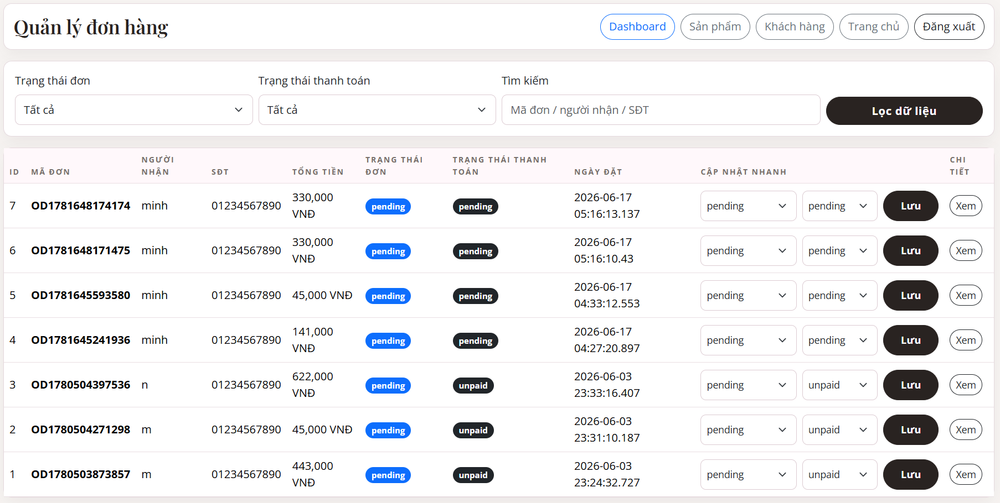 Quản lý đơn hàng
Dashboard Sản phẩm Khách hàng Trang chủ Đăng xuất
Trạng thái đơn Trạng thái thanh toán Tìm kiếm
Tất cả Tất cả Mã đơn / người nhận / SĐT Lọc dữ liệu
ID MÃ ĐƠN NGƯỜI NHẬN SĐT TỔNG TIỀN TRẠNG THÁI ĐƠN TRẠNG THÁI THANH TOÁN NGÀY ĐẶT CẬP NHẬT NHANH CHI TIẾT
7 OD1781648174174 minh 01234567890 330,000 VNĐ pending pending 2026-06-17 05:16:13.137 pending pending Lưu Xem
6 OD1781648171475 minh 01234567890 330,000 VNĐ pending pending 2026-06-17 05:16:10.43 pending pending Lưu Xem
5 OD1781645593580 minh 01234567890 45,000 VNĐ pending pending 2026-06-17 04:33:12.553 pending pending Lưu Xem
4 OD1781645241936 minh 01234567890 141,000 VNĐ pending pending 2026-06-17 04:27:20.897 pending pending Lưu Xem
3 OD1780504397536 n 01234567890 622,000 VNĐ pending unpaid 2026-06-03 23:33:16.407 pending unpaid Lưu Xem
2 OD1780504271298 m 01234567890 45,000 VNĐ pending unpaid 2026-06-03 23:31:10.187 pending unpaid Lưu Xem
1 OD1780503873857 m 01234567890 443,000 VNĐ pending unpaid 2026-06-03 23:24:32.727 pending unpaid Lưu Xem